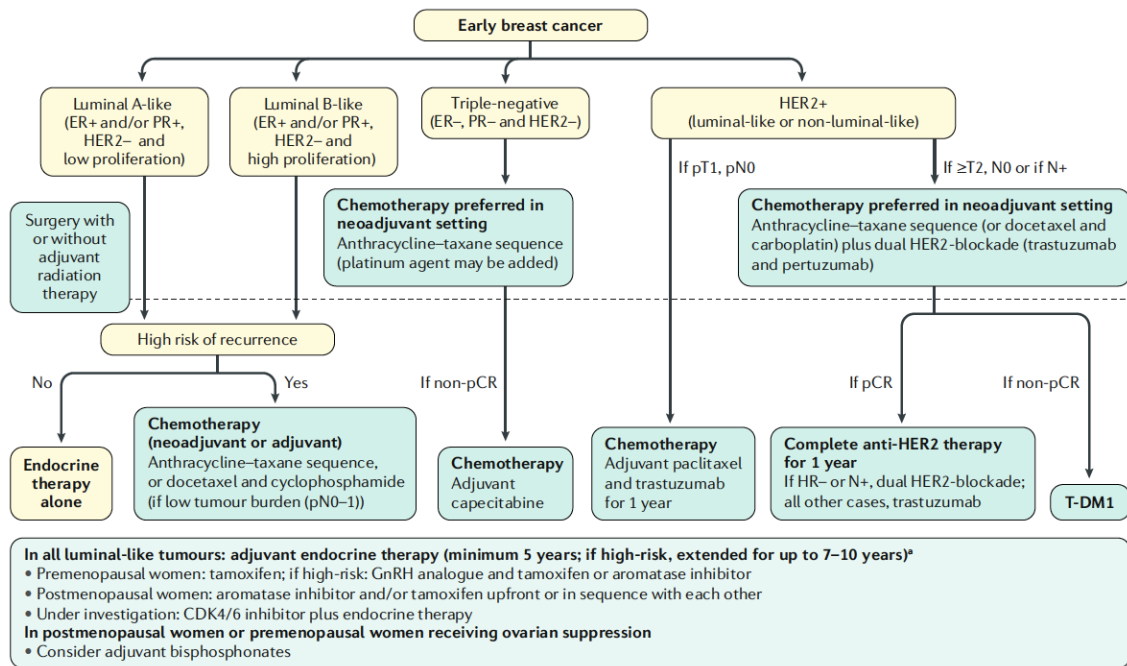 Early breast cancer
Luminal A-like
(ER+ and/or PR+,
HER2− and
low proliferation)
Luminal B-like
(ER+ and/or PR+,
HER2− and
high proliferation)
Triple-negative
(ER−, PR− and HER2−)
HER2+
(luminal-like or non-luminal-like)
If pT1, pN0
If ≥T2, N0 or if N+
Surgery with
or without
adjuvant
radiation
therapy
Chemotherapy preferred in
neoadjuvant setting
Anthracycline–taxane sequence
(platinum agent may be added)
Chemotherapy preferred in neoadjuvant setting
Anthracycline–taxane sequence (or docetaxel and
carboplatin) plus dual HER2-blockade (trastuzumab
and pertuzumab)
High risk of recurrence
No
Yes
If non-pCR
If pCR
If non-pCR
Endocrine
therapy
alone
Chemotherapy
(neoadjuvant or adjuvant)
Anthracycline–taxane sequence,
or docetaxel and cyclophosphamide
(if low tumour burden (pN0–1))
Chemotherapy
Adjuvant
capecitabine
Chemotherapy
Adjuvant paclitaxel
and trastuzumab
for 1 year
Complete anti-HER2 therapy
for 1 year
If HR− or N+, dual HER2-blockade;
all other cases, trastuzumab
T-DM1
In all luminal-like tumours: adjuvant endocrine therapy (minimum 5 years; if high-risk, extended for up to 7–10 years)ᵃ
• Premenopausal women: tamoxifen; if high-risk: GnRH analogue and tamoxifen or aromatase inhibitor
• Postmenopausal women: aromatase inhibitor and/or tamoxifen upfront or in sequence with each other
• Under investigation: CDK4/6 inhibitor plus endocrine therapy
In postmenopausal women or premenopausal women receiving ovarian suppression
• Consider adjuvant bisphosphonates